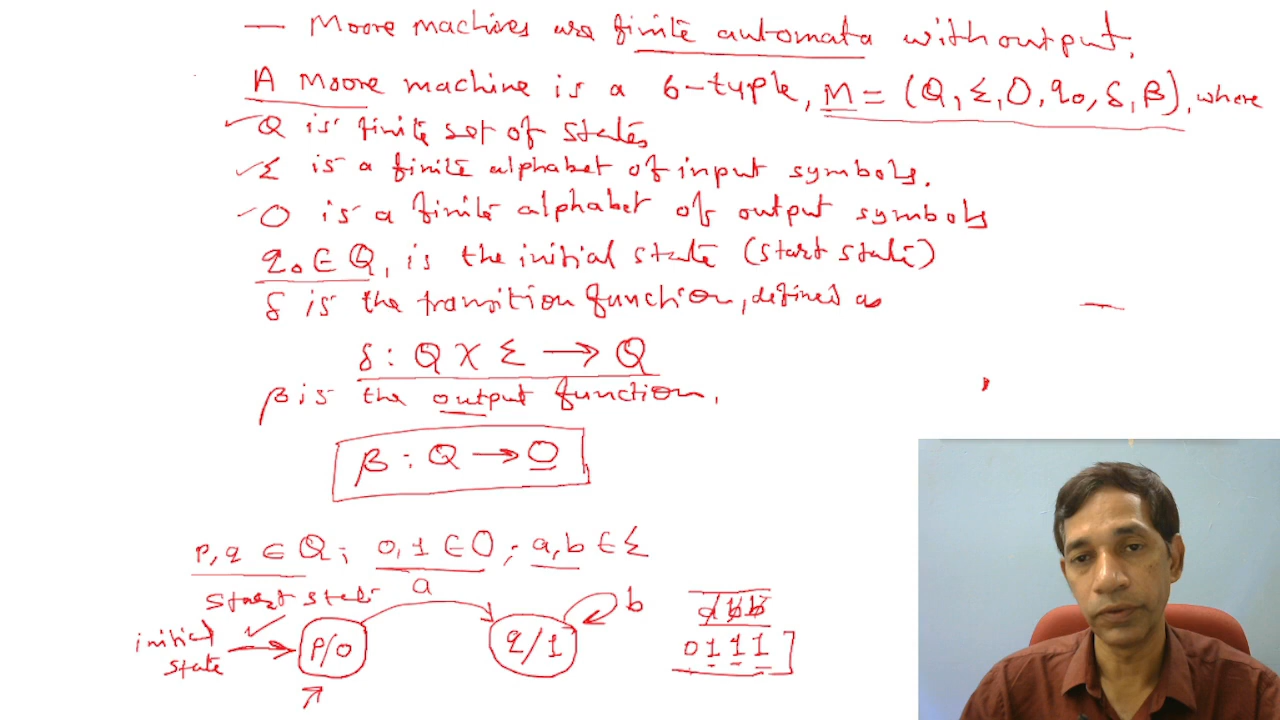 — Moore machines are finite automata with output.
A Moore machine is a 6-tuple, M = (Q, Σ, O, q₀, δ, β), where
Q is finite set of states
Σ is a finite alphabet of input symbols.
O is a finite alphabet of output symbols
q₀ ∈ Q, is the initial state (start state)
δ is the transition function, defined as
δ : Q × Σ → Q
β is the output function,
β : Q → O
p, q ∈ Q; 0, 1 ∈ O; a, b ∈ Σ
start state
a
b
abb
initial
state
p/0
q/1
0111